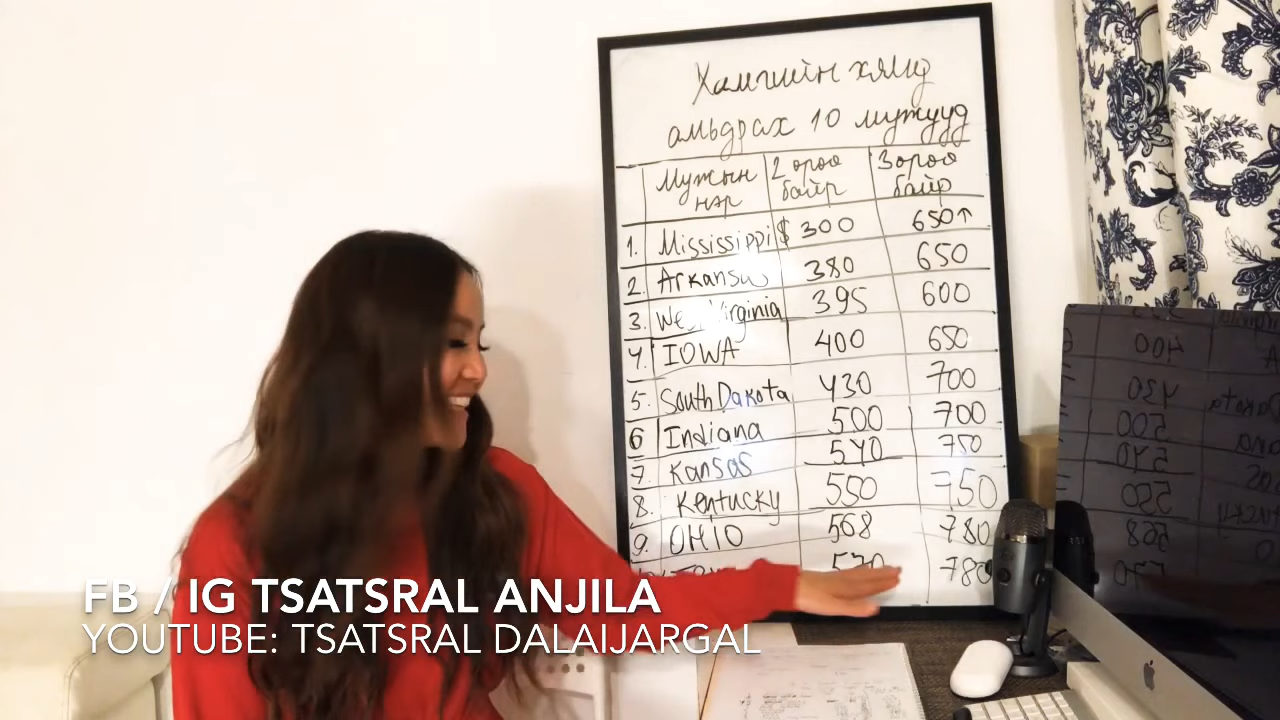 Хамгийн хямд
амьдрах 10 мужууд
Мужын нэр 2 өрөө байр 3 өрөө байр
1. Mississippi $ 300 650↑
2. Arkansas 380 650
3. West Virginia 395 600
4. IOWA 400 650
5. South Dakota 430 700
6 Indiana 500 700
7. Kansas 540 750
8. Kentucky 550 750
9. OHIO 568 780
570 780
FB / IG TSATSRAL ANJILA
YOUTUBE: TSATSRAL DALAIJARGAL